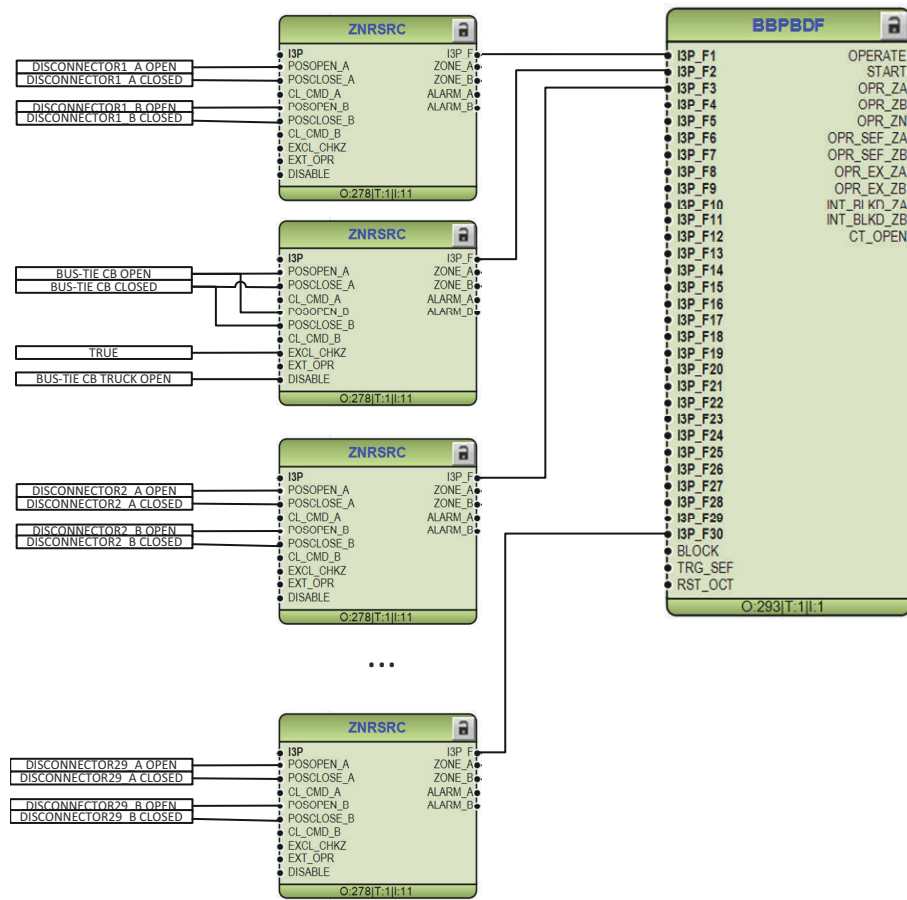 ZNRSRC
I3P
POSOPEN_A
POSCLOSE_A
CL_CMD_A
POSOPEN_B
POSCLOSE_B
CL_CMD_B
EXCL_CHKZ
EXT_OPR
DISABLE
I3P_F
ZONE_A
ZONE_B
ALARM_A
ALARM_B
O:278|T:1|I:11
DISCONNECTOR1_A OPEN
DISCONNECTOR1_A CLOSED
DISCONNECTOR1_B OPEN
DISCONNECTOR1_B CLOSED
ZNRSRC
I3P
POSOPEN_A
POSCLOSE_A
CL_CMD_A
POSOPEN_B
POSCLOSE_B
CL_CMD_B
EXCL_CHKZ
EXT_OPR
DISABLE
I3P_F
ZONE_A
ZONE_B
ALARM_A
ALARM_B
O:278|T:1|I:11
BUS-TIE CB OPEN
BUS-TIE CB CLOSED
TRUE
BUS-TIE CB TRUCK OPEN
ZNRSRC
I3P
POSOPEN_A
POSCLOSE_A
CL_CMD_A
POSOPEN_B
POSCLOSE_B
CL_CMD_B
EXCL_CHKZ
EXT_OPR
DISABLE
I3P_F
ZONE_A
ZONE_B
ALARM_A
ALARM_B
O:278|T:1|I:11
DISCONNECTOR2_A OPEN
DISCONNECTOR2_A CLOSED
DISCONNECTOR2_B OPEN
DISCONNECTOR2_B CLOSED
...
ZNRSRC
I3P
POSOPEN_A
POSCLOSE_A
CL_CMD_A
POSOPEN_B
POSCLOSE_B
CL_CMD_B
EXCL_CHKZ
EXT_OPR
DISABLE
I3P_F
ZONE_A
ZONE_B
ALARM_A
ALARM_B
O:278|T:1|I:11
DISCONNECTOR29_A OPEN
DISCONNECTOR29_A CLOSED
DISCONNECTOR29_B OPEN
DISCONNECTOR29_B CLOSED
BBPBDF
I3P_F1
I3P_F2
I3P_F3
I3P_F4
I3P_F5
I3P_F6
I3P_F7
I3P_F8
I3P_F9
I3P_F10
I3P_F11
I3P_F12
I3P_F13
I3P_F14
I3P_F15
I3P_F16
I3P_F17
I3P_F18
I3P_F19
I3P_F20
I3P_F21
I3P_F22
I3P_F23
I3P_F24
I3P_F25
I3P_F26
I3P_F27
I3P_F28
I3P_F29
I3P_F30
BLOCK
TRG_SEF
RST_OCT
OPERATE
START
OPR_ZA
OPR_ZB
OPR_ZN
OPR_SEF_ZA
OPR_SEF_ZB
OPR_EX_ZA
OPR_EX_ZB
INT_BLKD_ZA
INT_BLKD_ZB
CT_OPEN
O:293|T:1|I:1